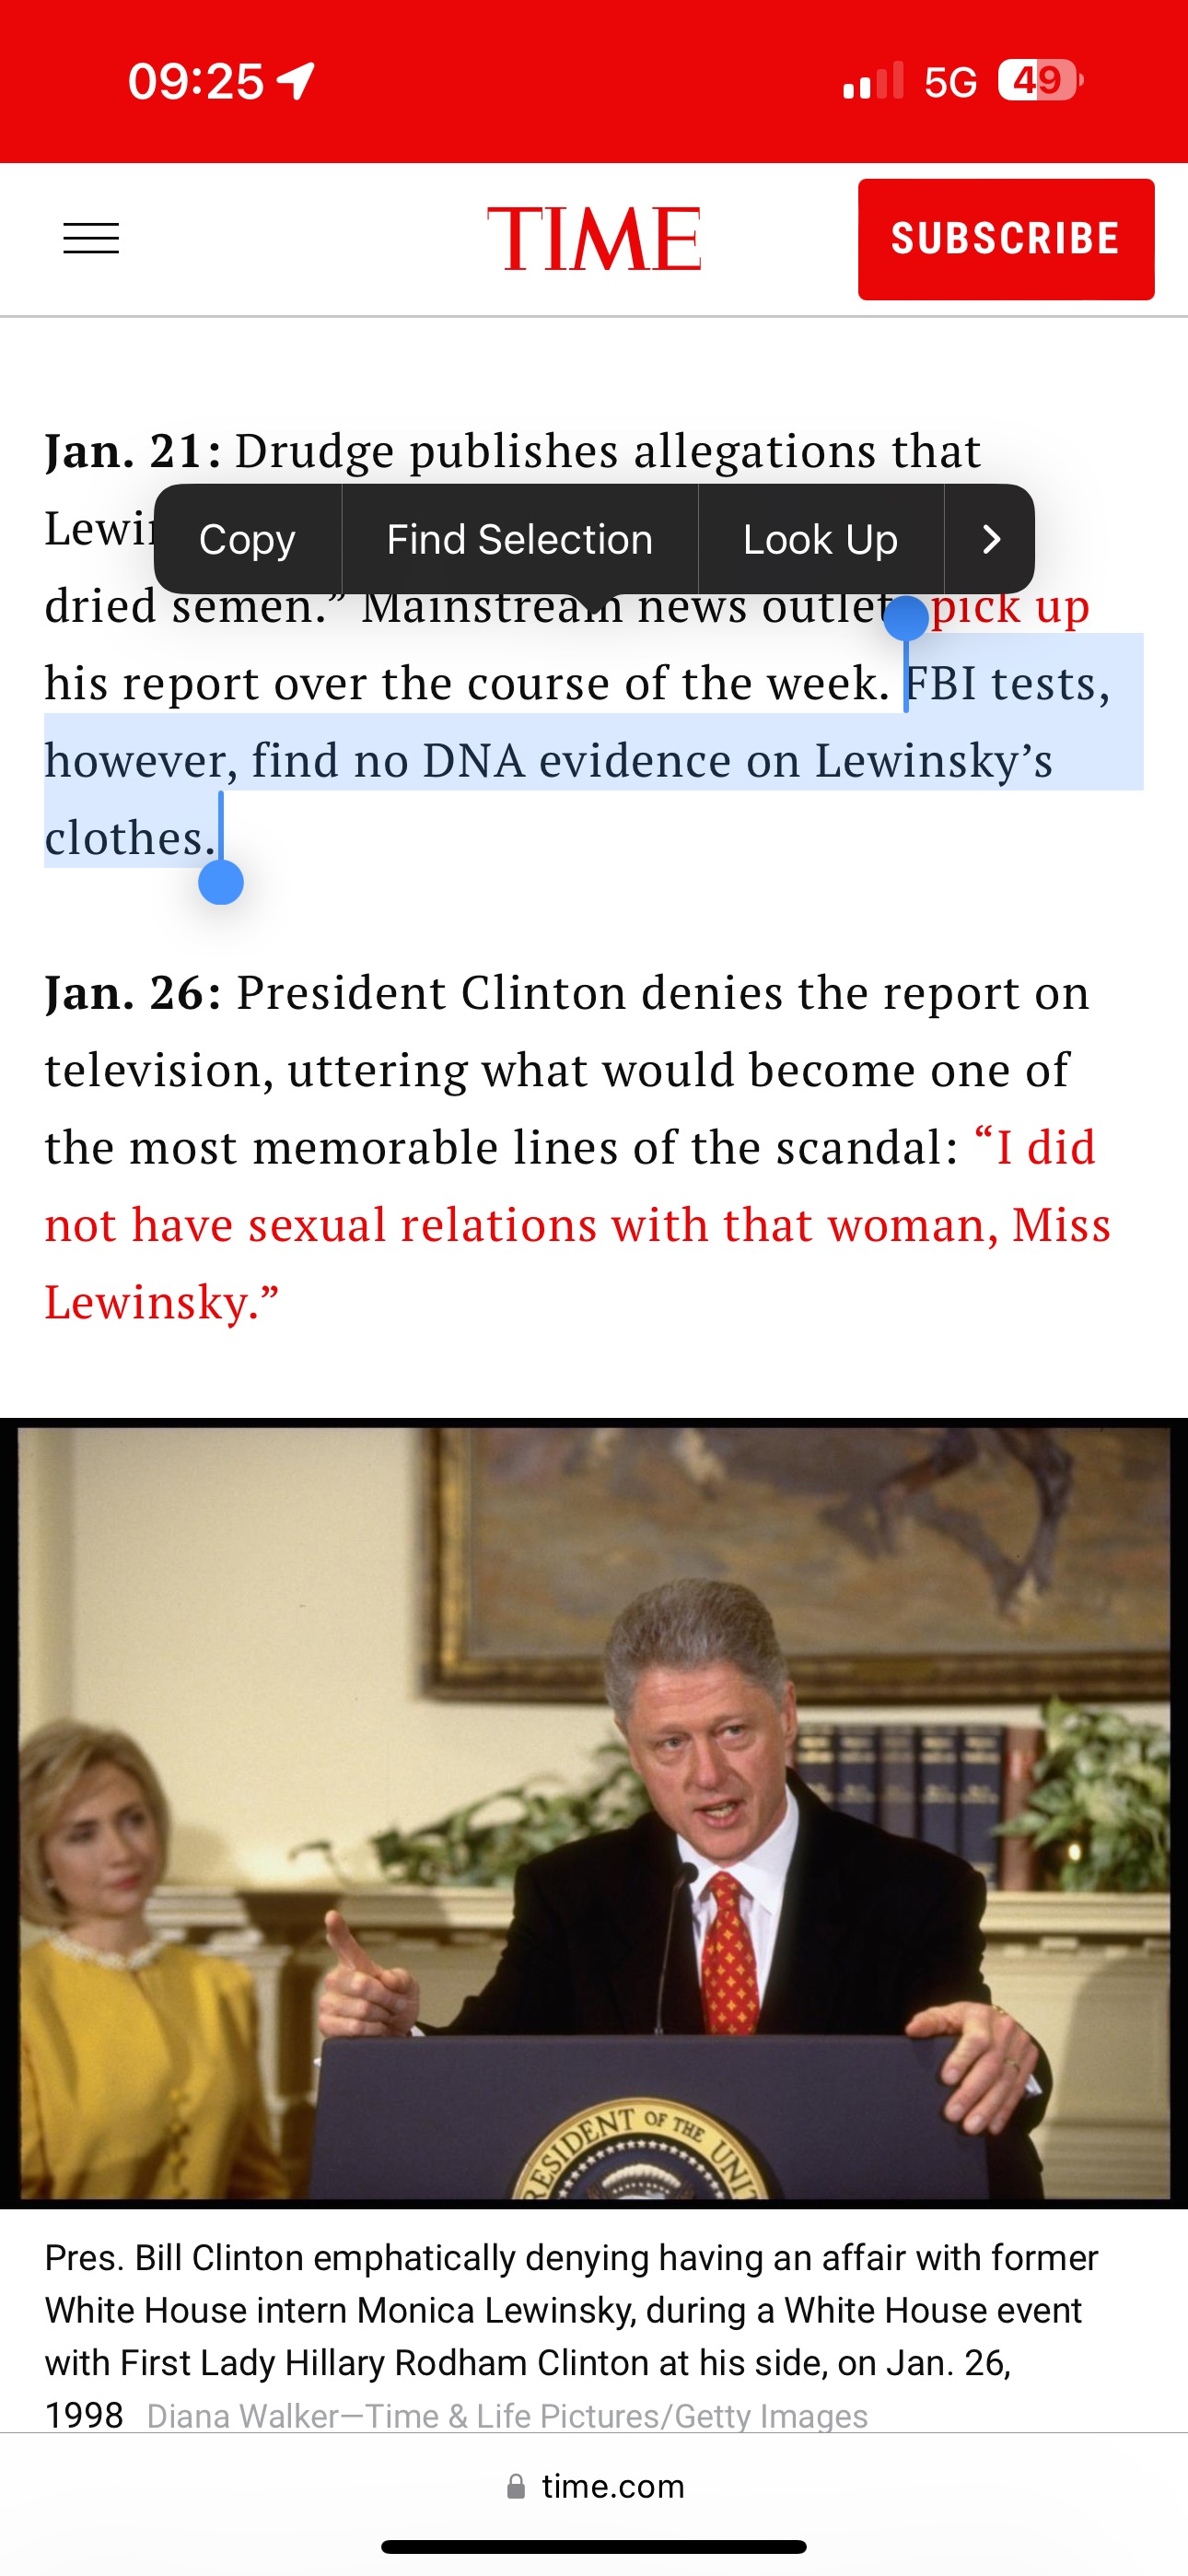 09:25
5G 49
TIME
SUBSCRIBE
Jan. 21: Drudge publishes allegations that
Copy Find Selection Look Up
dried semen.” Mainstream news outlet pick up
his report over the course of the week. FBI tests,
however, find no DNA evidence on Lewinsky’s
clothes.
Jan. 26: President Clinton denies the report on
television, uttering what would become one of
the most memorable lines of the scandal: “I did
not have sexual relations with that woman, Miss
Lewinsky.”
RESIDENT OF THE UNIT
Pres. Bill Clinton emphatically denying having an affair with former
White House intern Monica Lewinsky, during a White House event
with First Lady Hillary Rodham Clinton at his side, on Jan. 26,
1998 Diana Walker—Time & Life Pictures/Getty Images
time.com